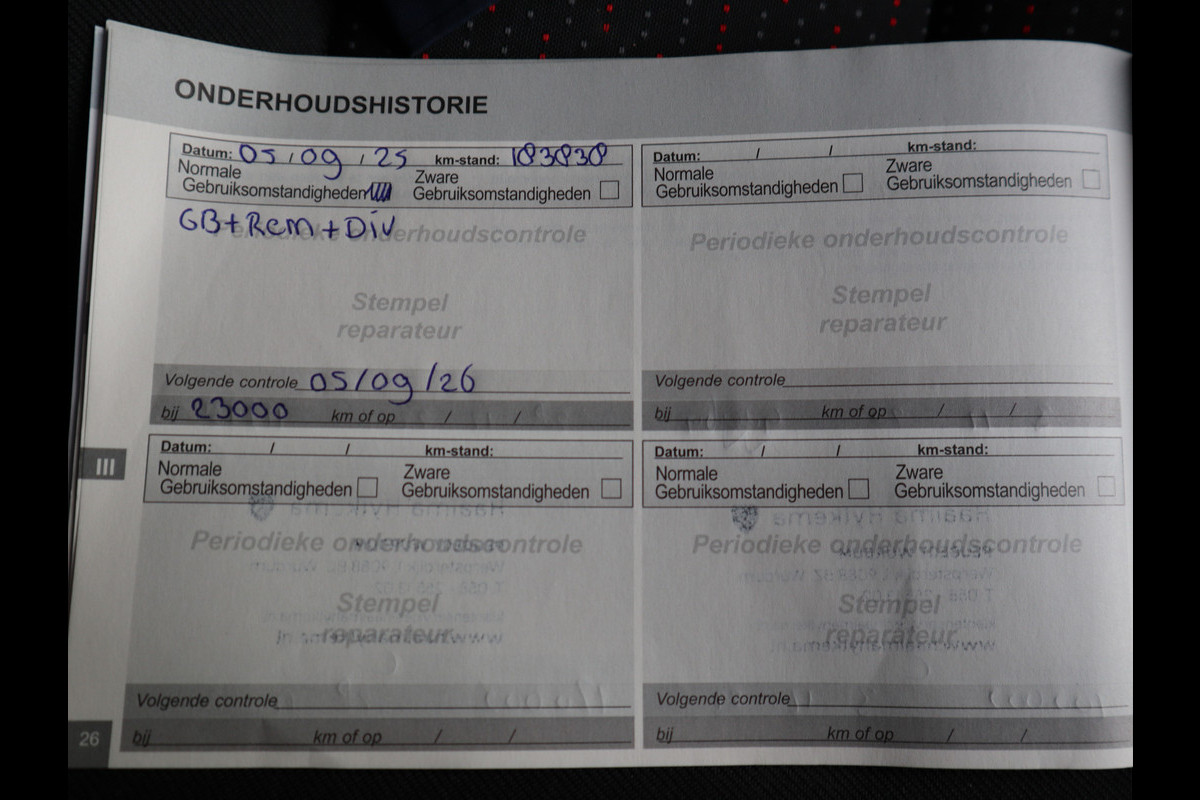 ONDERHOUDSHISTORIE
Datum: 05 / 09 / 25 km-stand: 183838
Normale Zware
Gebruiksomstandigheden Gebruiksomstandigheden
GB+Rem+Div
Periodieke onderhoudscontrole
Stempel
reparateur
Volgende controle 05/09/26
bij 23000 km of op / /
Datum: / / km-stand:
Normale Zware
Gebruiksomstandigheden Gebruiksomstandigheden
Periodieke onderhoudscontrole
Stempel
reparateur
Volgende controle
bij km of op / /
III
Datum: / / km-stand:
Normale Zware
Gebruiksomstandigheden Gebruiksomstandigheden
Periodieke onderhoudscontrole
Stempel
reparateur
Volgende controle
bij km of op / /
Datum: / / km-stand:
Normale Zware
Gebruiksomstandigheden Gebruiksomstandigheden
Periodieke onderhoudscontrole
Stempel
reparateur
Volgende controle
bij km of op / /
26